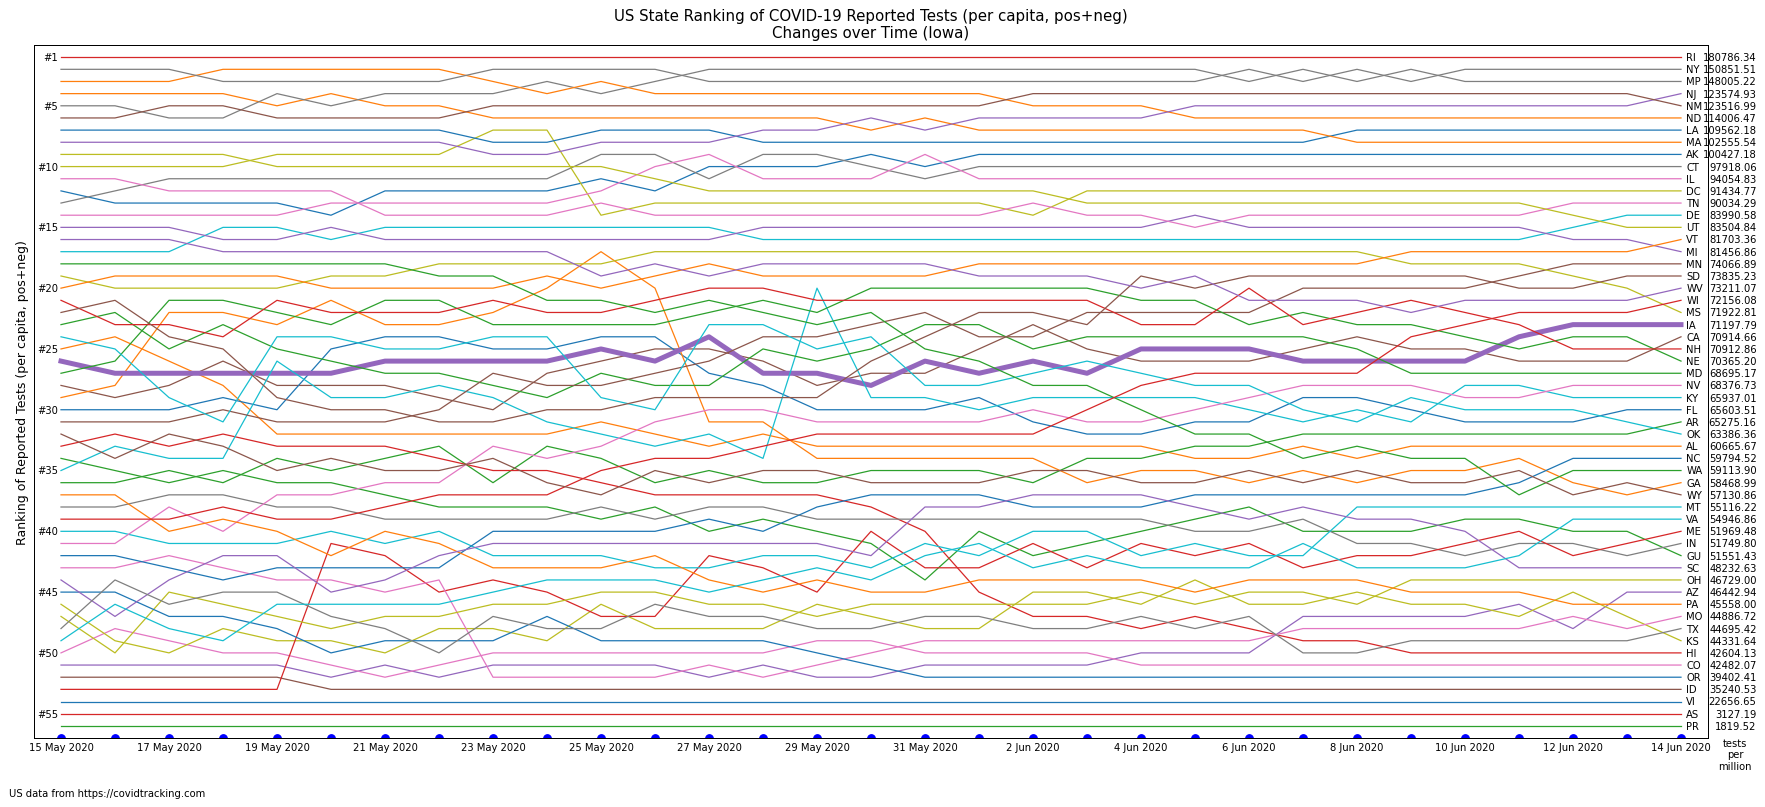 US State Ranking of COVID-19 Reported Tests (per capita, pos+neg)
Changes over Time (Iowa)
Ranking of Reported Tests (per capita, pos+neg)
#1
#5
#10
#15
#20
#25
#30
#35
#40
#45
#50
#55
RI 180786.34
NY 150851.51
MP 148005.22
NJ 123574.93
NM 123516.99
ND 114006.47
LA 109562.18
MA 102555.54
AK 100427.18
CT 97918.06
IL 94054.83
DC 91434.77
TN 90034.29
DE 83990.58
UT 83504.84
VT 81703.36
MI 81456.86
MN 74066.89
SD 73835.23
WV 73211.07
WI 72156.08
MS 71922.81
IA 71197.79
CA 70914.66
NH 70912.86
NE 70365.20
MD 68695.17
NV 68376.73
KY 65937.01
FL 65603.51
AR 65275.16
OK 63386.36
AL 60665.67
NC 59794.52
WA 59113.90
GA 58468.99
WY 57130.86
MT 55116.22
VA 54946.86
ME 51969.48
IN 51749.80
GU 51551.43
SC 48232.63
OH 46729.00
AZ 46442.94
PA 45558.00
MO 44886.72
TX 44695.42
KS 44331.64
HI 42604.13
CO 42482.07
OR 39402.41
ID 35240.53
VI 22656.65
AS 3127.19
PR 1819.52
15 May 2020 17 May 2020 19 May 2020 21 May 2020 23 May 2020 25 May 2020 27 May 2020 29 May 2020 31 May 2020 2 Jun 2020 4 Jun 2020 6 Jun 2020 8 Jun 2020 10 Jun 2020 12 Jun 2020 14 Jun 2020
tests
per
million
US data from https://covidtracking.com